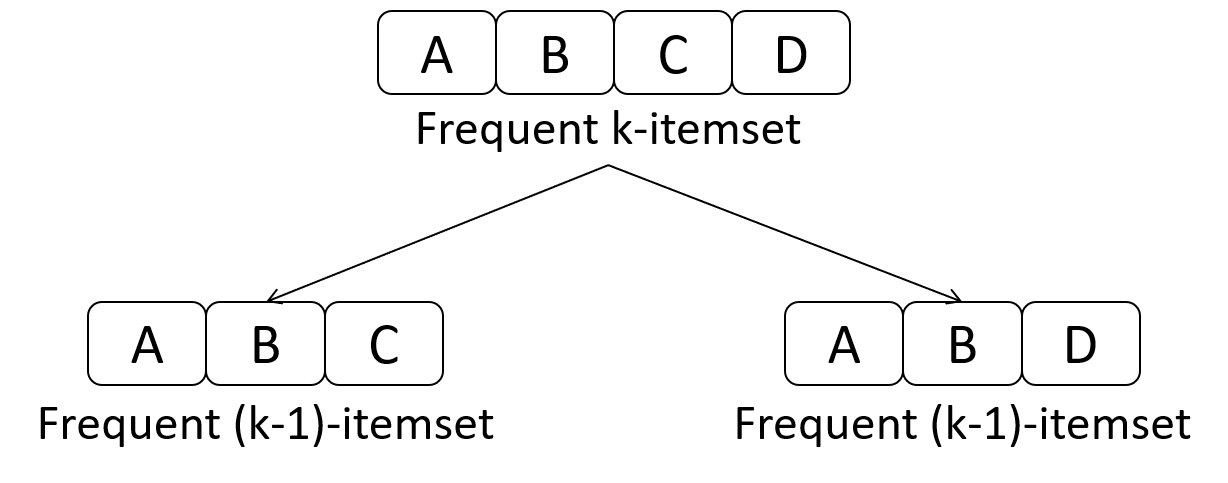 A B C D
Frequent k-itemset
A B C
A B D
Frequent (k-1)-itemset
Frequent (k-1)-itemset